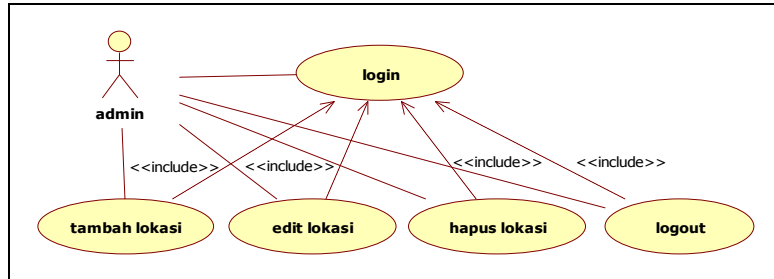 login
admin
<<include>>
<<include>>
<<include>>
<<include>>
tambah lokasi
edit lokasi
hapus lokasi
logout